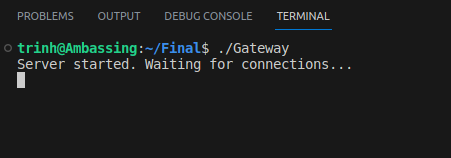 PROBLEMS OUTPUT DEBUG CONSOLE TERMINAL
trinh@Ambassing:~/Final$ ./Gateway
Server started. Waiting for connections...